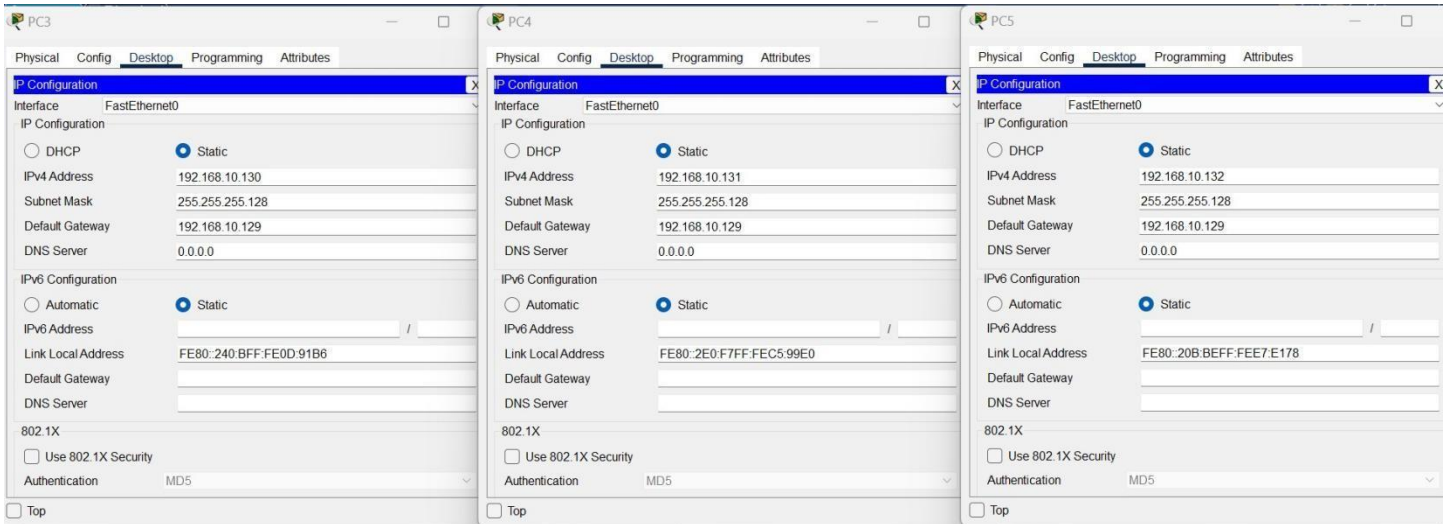 PC3
Physical Config Desktop Programming Attributes
IP Configuration X
Interface FastEthernet0
IP Configuration
DHCP Static
IPv4 Address 192.168.10.130
Subnet Mask 255.255.255.128
Default Gateway 192.168.10.129
DNS Server 0.0.0.0
IPv6 Configuration
Automatic Static
IPv6 Address /
Link Local Address FE80::240:BFF:FE0D:91B6
Default Gateway
DNS Server
802.1X
Use 802.1X Security
Authentication MD5
Top
PC4
Physical Config Desktop Programming Attributes
IP Configuration X
Interface FastEthernet0
IP Configuration
DHCP Static
IPv4 Address 192.168.10.131
Subnet Mask 255.255.255.128
Default Gateway 192.168.10.129
DNS Server 0.0.0.0
IPv6 Configuration
Automatic Static
IPv6 Address /
Link Local Address FE80::2E0:F7FF:FEC5:99E0
Default Gateway
DNS Server
802.1X
Use 802.1X Security
Authentication MD5
Top
PC5
Physical Config Desktop Programming Attributes
IP Configuration X
Interface FastEthernet0
IP Configuration
DHCP Static
IPv4 Address 192.168.10.132
Subnet Mask 255.255.255.128
Default Gateway 192.168.10.129
DNS Server 0.0.0.0
IPv6 Configuration
Automatic Static
IPv6 Address /
Link Local Address FE80::20B:BEFF:FEE7:E178
Default Gateway
DNS Server
802.1X
Use 802.1X Security
Authentication MD5
Top